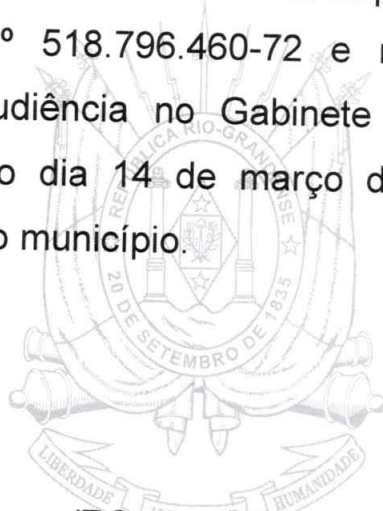 º 518.796.460-72 e
udiência no Gabinete
o dia 14 de março d
o município.
REPÚBLICA RIO-GRANDENSE
20 DE SETEMBRO DE 1835
LIBERDADE
HUMANIDADE